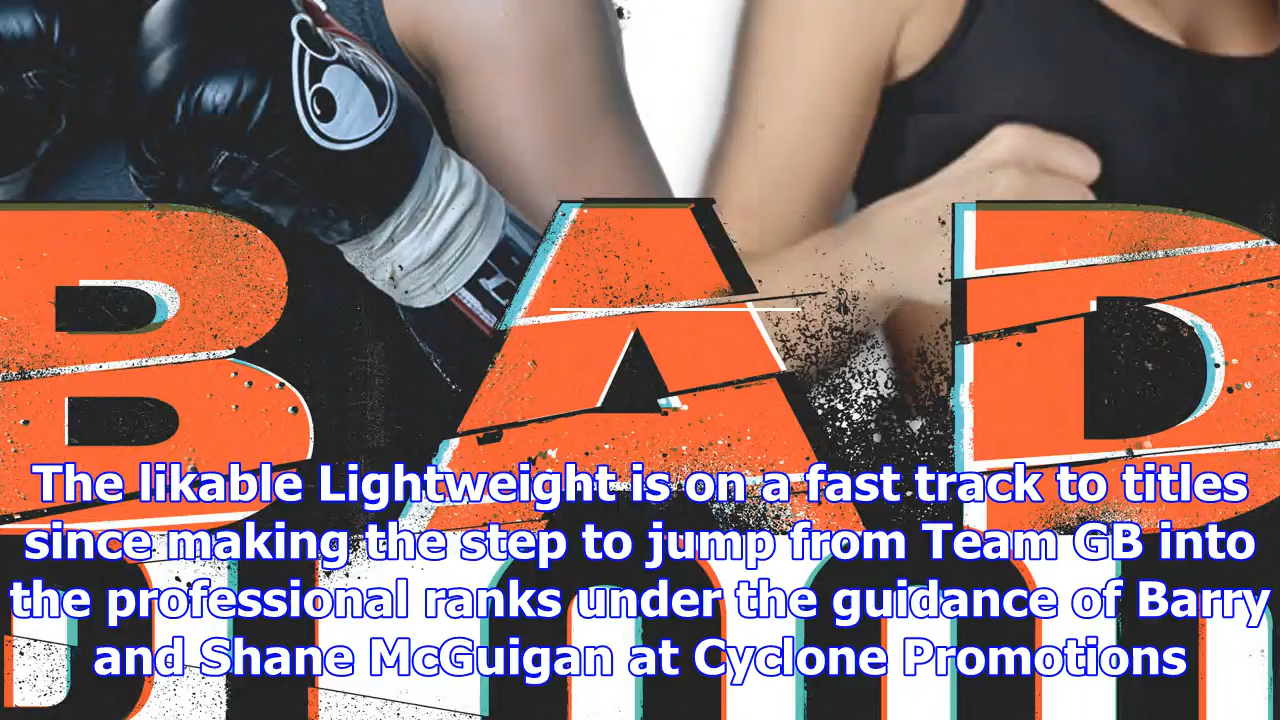 BAD
The likable Lightweight is on a fast track to titles
since making the step to jump from Team GB into
the professional ranks under the guidance of Barry
and Shane McGuigan at Cyclone Promotions